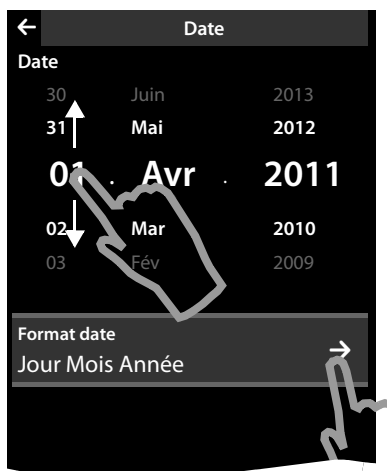 Date
Date
30 Juin 2013
31 Mai 2012
01 . Avr . 2011
02 Mar 2010
03 Fév 2009
Format date
Jour Mois Année